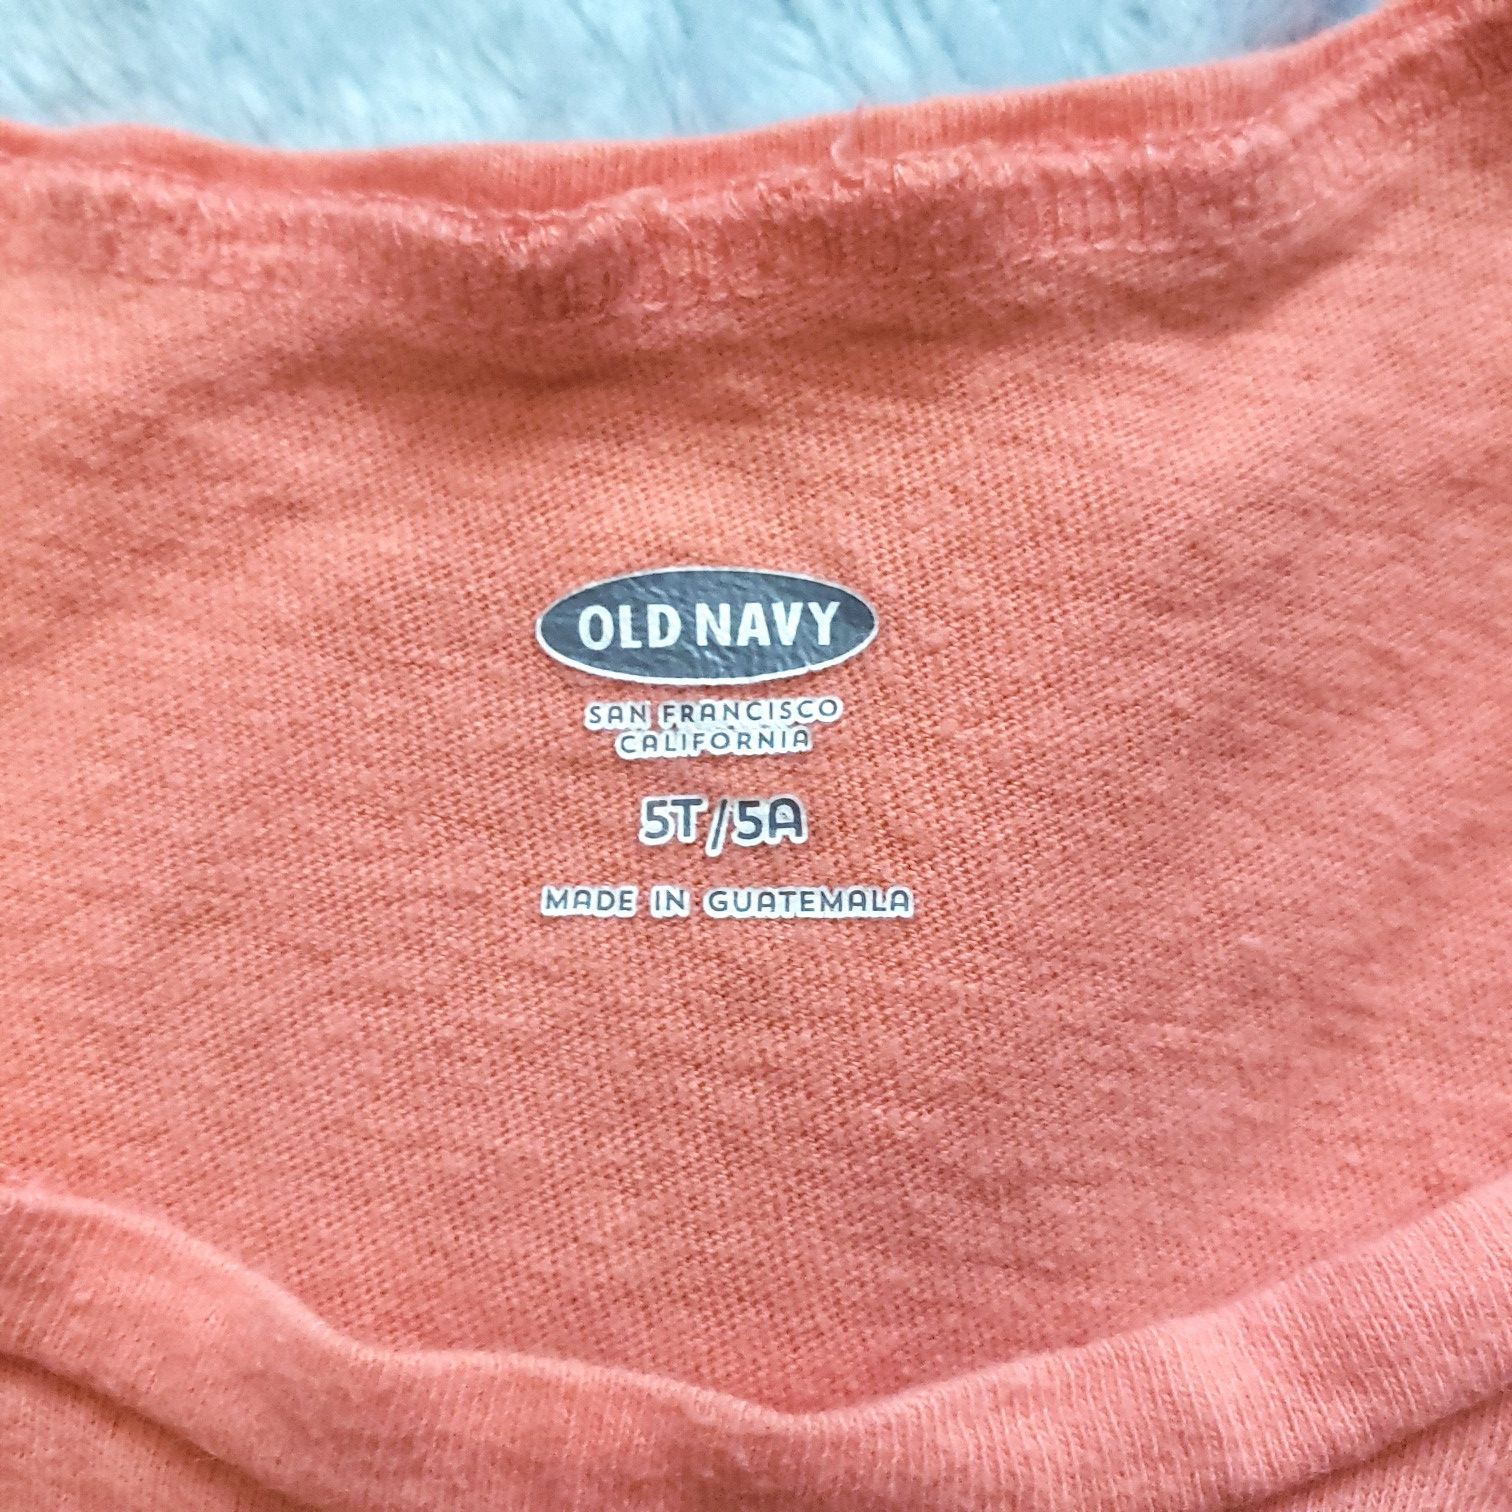 OLD NAVY
SAN FRANCISCO
CALIFORNIA
5T/5A
MADE IN GUATEMALA